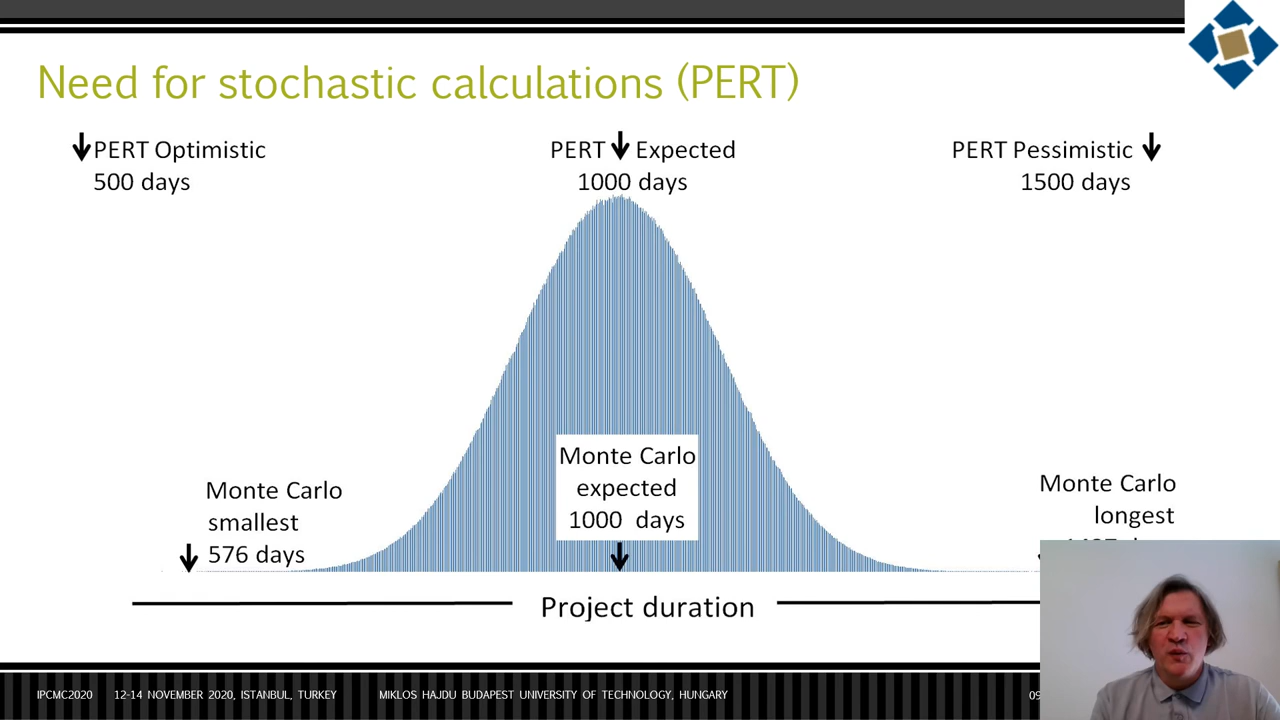 Need for stochastic calculations (PERT)
PERT Optimistic
500 days
PERT Expected
1000 days
PERT Pessimistic
1500 days
Monte Carlo
smallest
576 days
Monte Carlo
expected
1000 days
Monte Carlo
longest
Project duration
IPCMC2020 12-14 NOVEMBER 2020, ISTANBUL, TURKEY MIKLOS HAJDU BUDAPEST UNIVERSITY OF TECHNOLOGY, HUNGARY